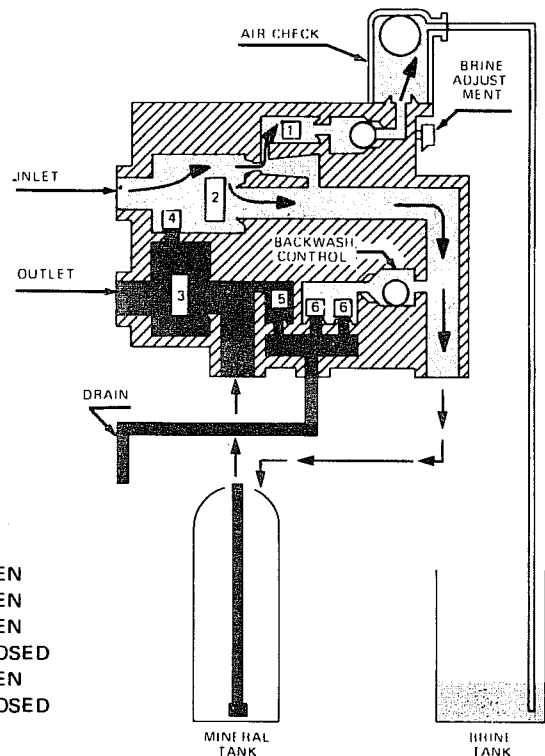 AIR CHECK
BRINE
ADJUST
MENT
1
INLET
2
4
BACKWASH
CONTROL
OUTLET
3
5
6
6
DRAIN
EN
EN
EN
OSED
EN
OSED
MINERAL
TANK
BRINE
TANK